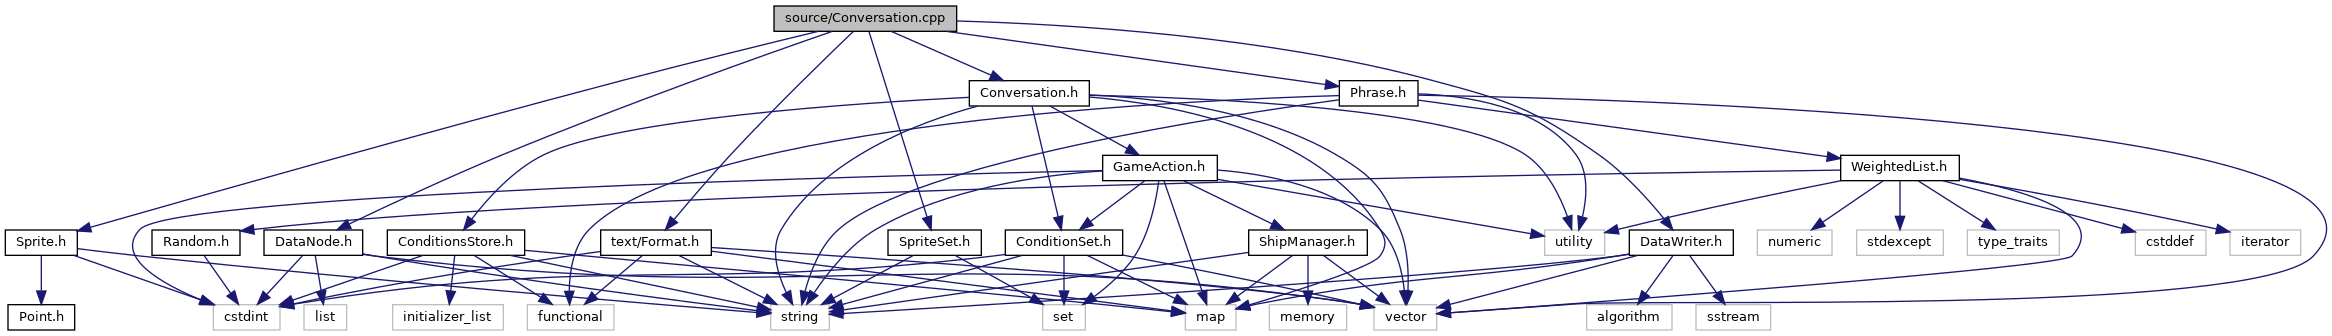 source/Conversation.cpp
Conversation.h
Phrase.h
GameAction.h
WeightedList.h
Sprite.h
Random.h
DataNode.h
ConditionsStore.h
text/Format.h
SpriteSet.h
ConditionSet.h
ShipManager.h
utility
DataWriter.h
numeric
stdexcept
type_traits
cstddef
iterator
Point.h
cstdint
list
initializer_list
functional
string
set
map
memory
vector
algorithm
sstream